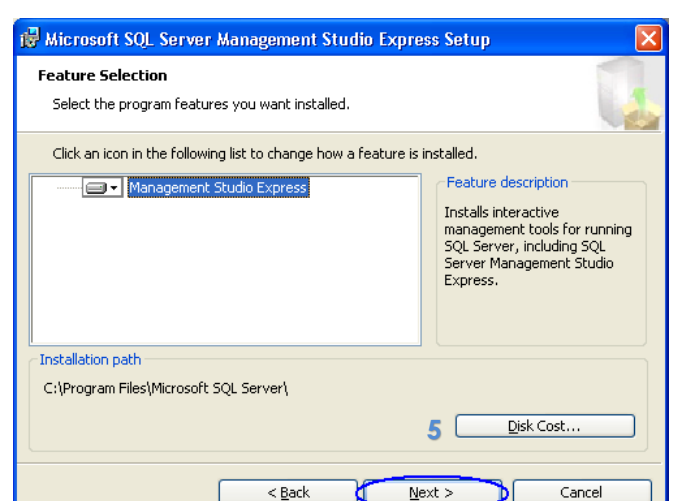 Microsoft SQL Server Management Studio Express Setup
Feature Selection
Select the program features you want installed.
Click an icon in the following list to change how a feature is installed.
Management Studio Express
Feature description
Installs interactive
management tools for running
SQL Server, including SQL
Server Management Studio
Express.
Installation path
C:\Program Files\Microsoft SQL Server\
5
Disk Cost...
< Back
Next >
Cancel